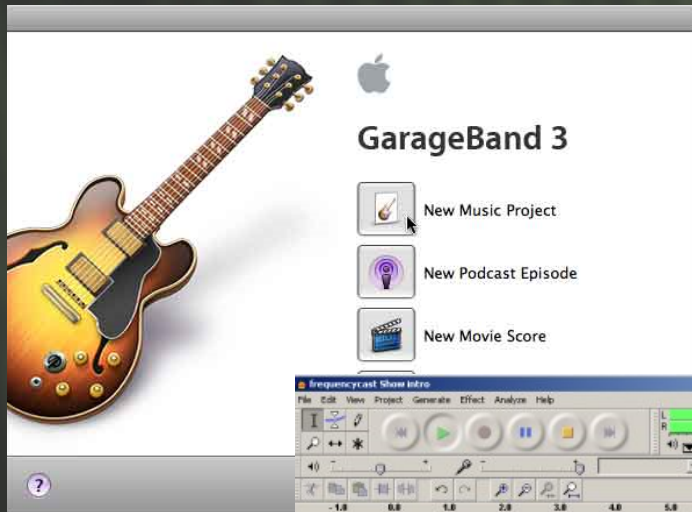 GarageBand 3
New Music Project
New Podcast Episode
New Movie Score
frequencycast Show intro
File Edit View Project Generate Effect Analyze Help
L
R
?
- 1.0 0.0 1.0 2.0 3.0 4.0 5.0